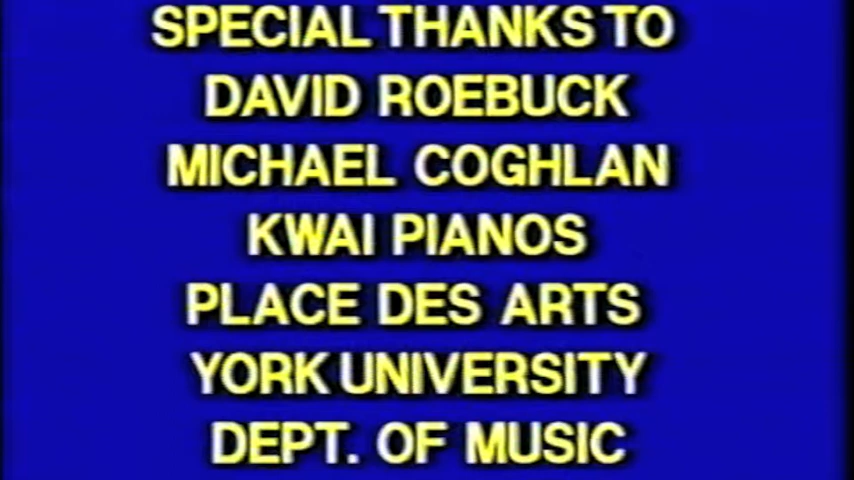 SPECIAL THANKS TO
DAVID ROEBUCK
MICHAEL COGHLAN
KWAI PIANOS
PLACE DES ARTS
YORK UNIVERSITY
DEPT. OF MUSIC